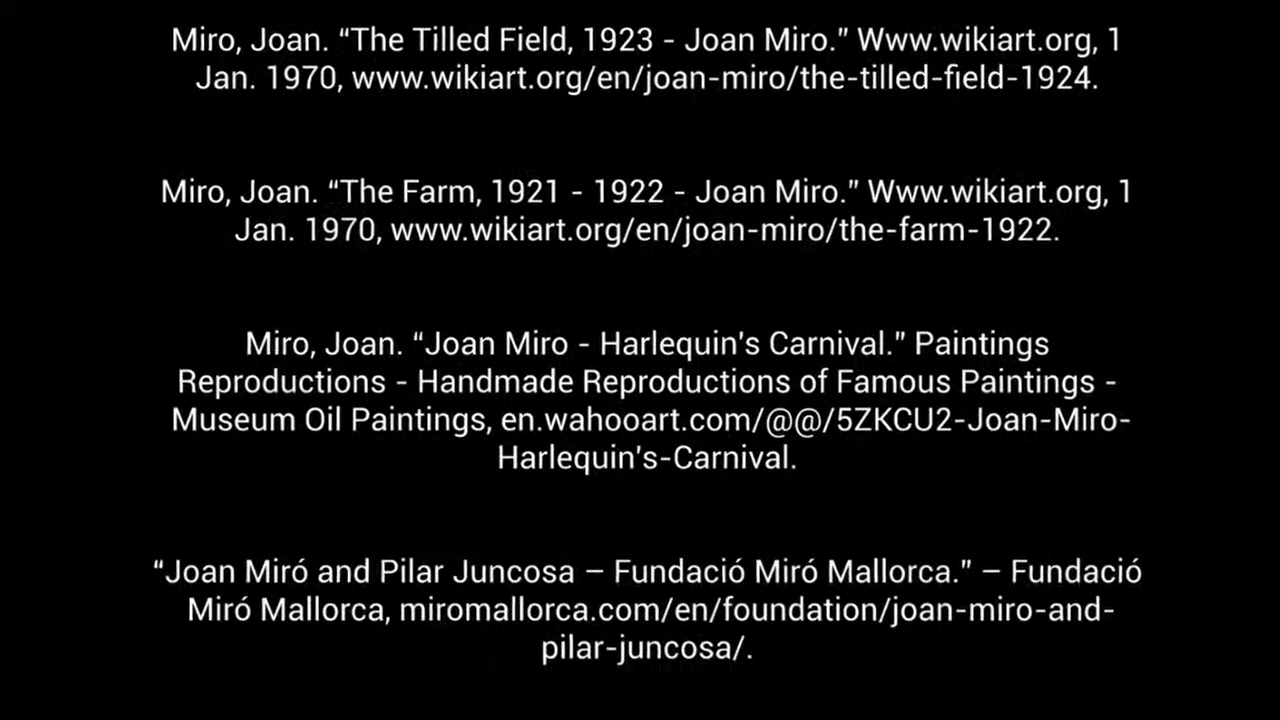 Miro, Joan. “The Tilled Field, 1923 - Joan Miro.” Www.wikiart.org, 1
Jan. 1970, www.wikiart.org/en/joan-miro/the-tilled-field-1924.
Miro, Joan. “The Farm, 1921 - 1922 - Joan Miro.” Www.wikiart.org, 1
Jan. 1970, www.wikiart.org/en/joan-miro/the-farm-1922.
Miro, Joan. “Joan Miro - Harlequin's Carnival.” Paintings
Reproductions - Handmade Reproductions of Famous Paintings -
Museum Oil Paintings, en.wahooart.com/@@/5ZKCU2-Joan-Miro-
Harlequin's-Carnival.
“Joan Miró and Pilar Juncosa – Fundació Miró Mallorca.” – Fundació
Miró Mallorca, miromallorca.com/en/foundation/joan-miro-and-
pilar-juncosa/.